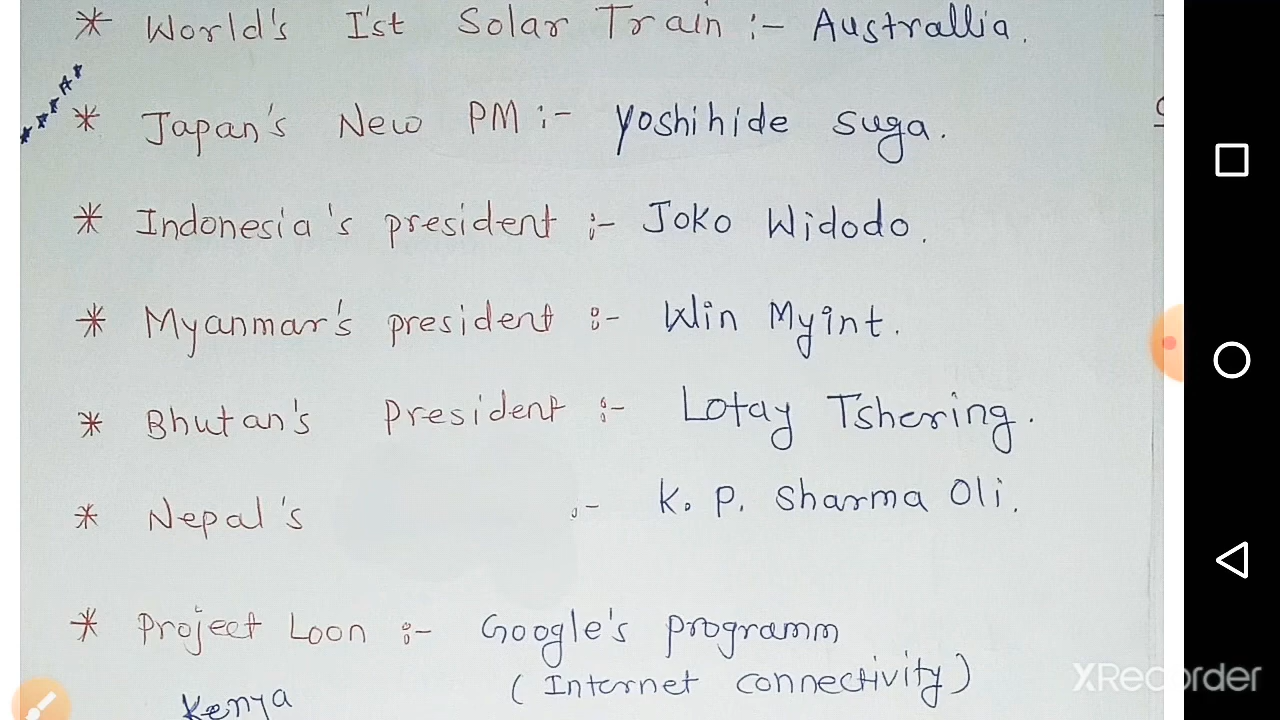 * World's I'st Solar Train :- Australlia.
* Japan's New PM :- Yoshihide suga.
* Indonesia's president :- Joko Widodo.
* Myanmar's president :- Win Myint.
* Bhutan's President :- Lotay Tshering.
* Nepal's :- K. P. Sharma Oli.
* Project Loon :- Google's programm
(Internet connectivity)
Kenya
XRecorder